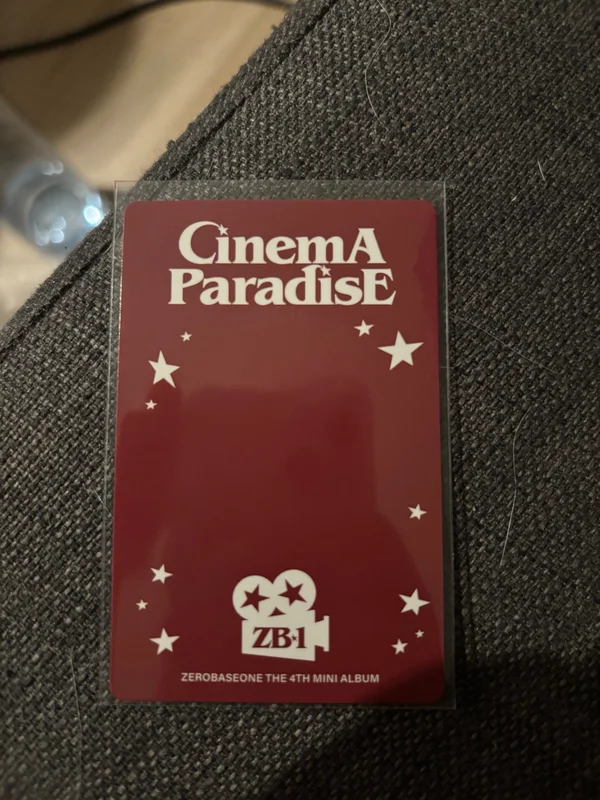 CinemA
ParadisE
ZB1
ZEROBASEONE THE 4TH MINI ALBUM